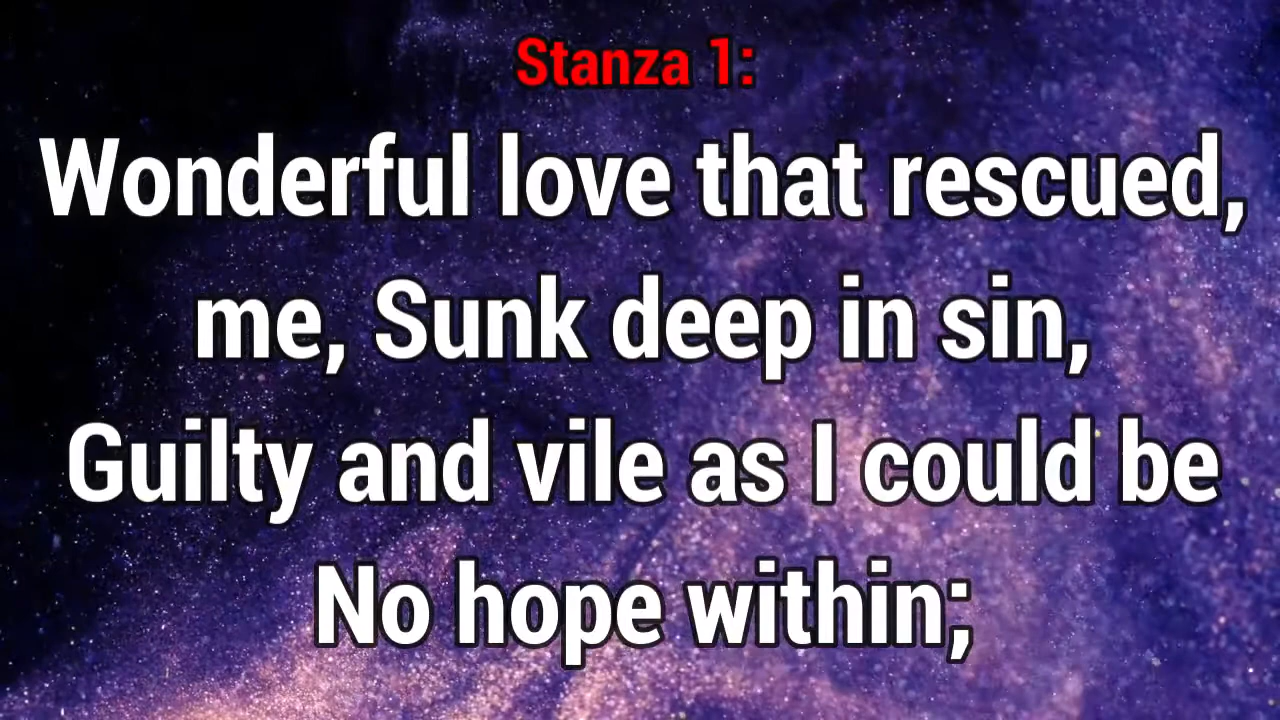 Stanza 1:
Wonderful love that rescued,
me, Sunk deep in sin,
Guilty and vile as I could be
No hope within;